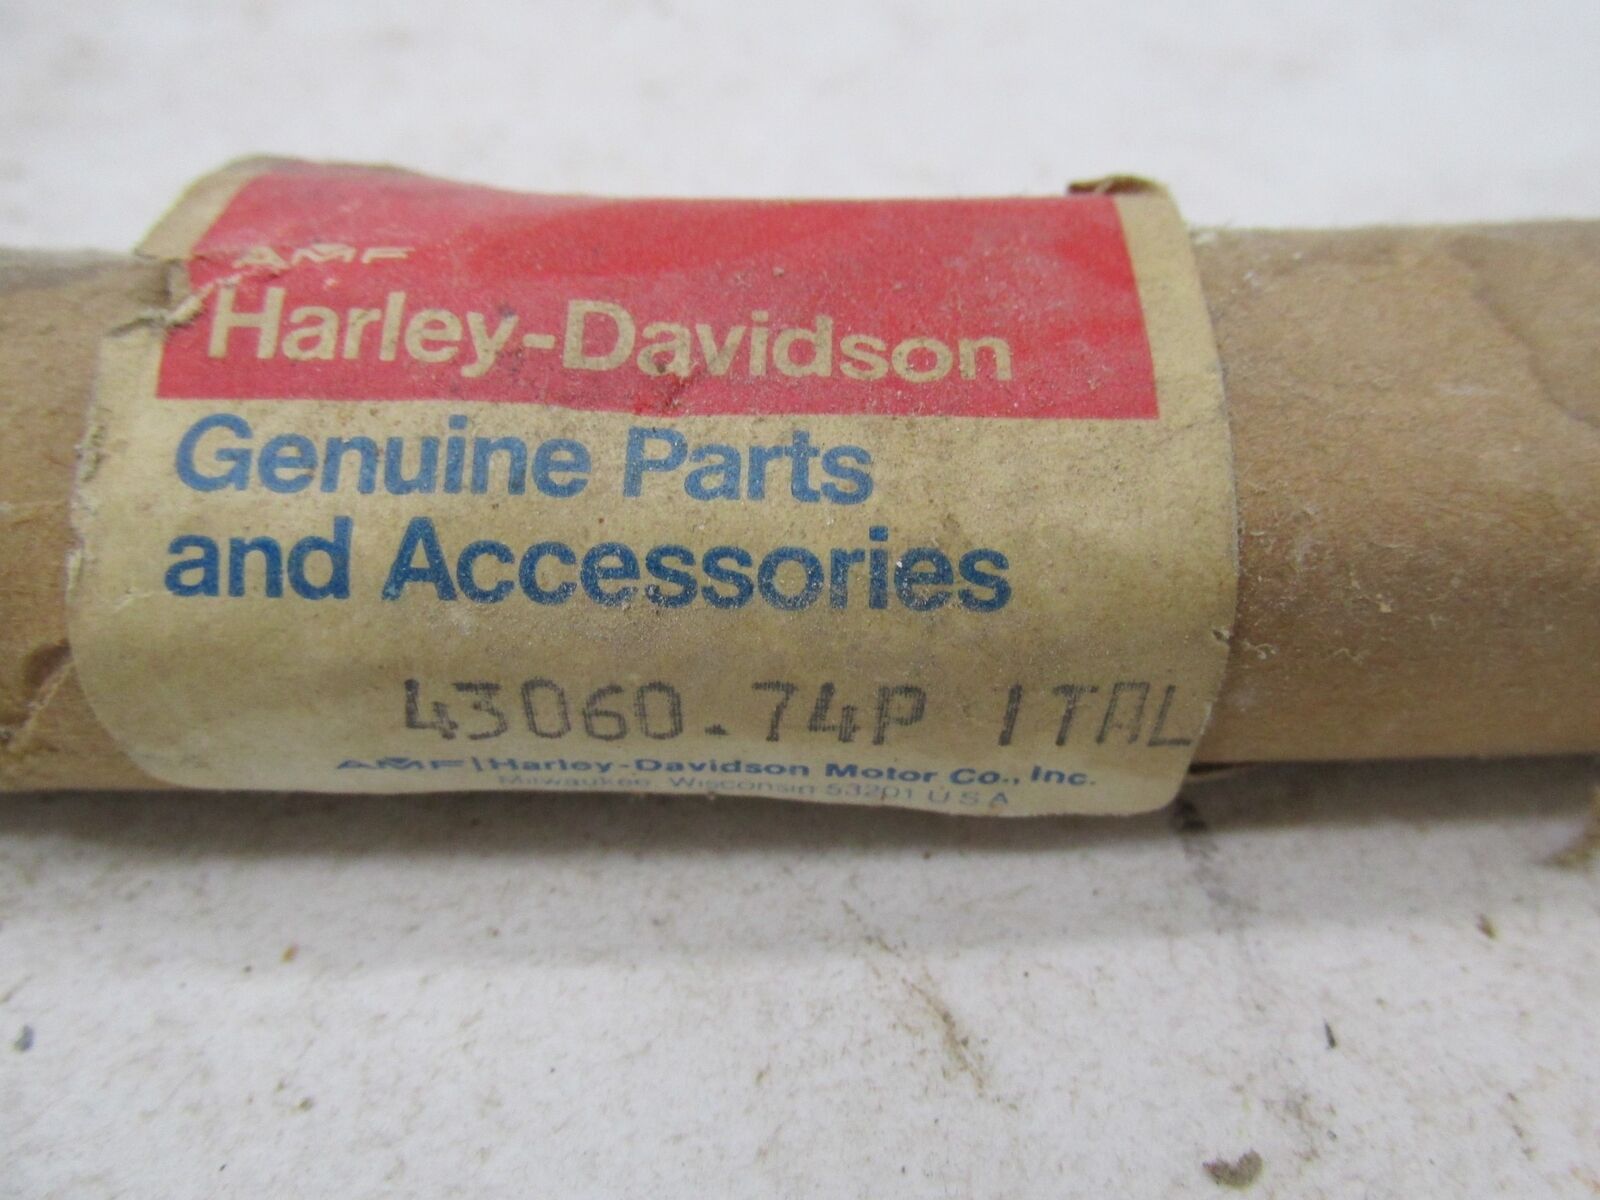 AMF
Harley-Davidson
Genuine Parts
and Accessories
43060.74P ITAL
AMF | Harley-Davidson Motor Co., Inc.
Milwaukee, Wisconsin 53201 U S A